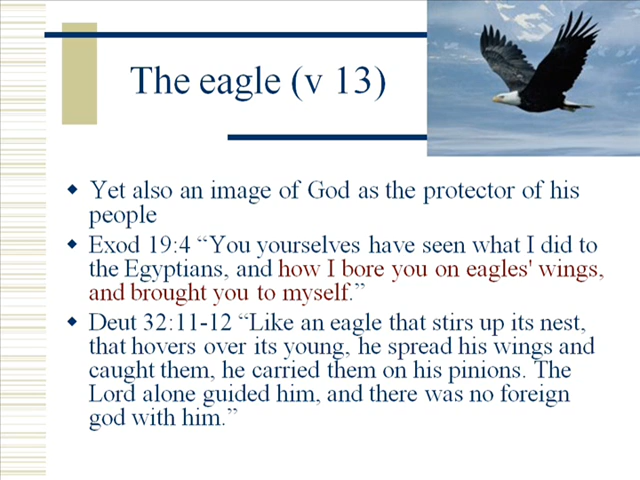 The eagle (v 13)
Yet also an image of God as the protector of his
people
Exod 19:4 “You yourselves have seen what I did to
the Egyptians, and how I bore you on eagles' wings,
and brought you to myself.”
Deut 32:11-12 “Like an eagle that stirs up its nest,
that hovers over its young, he spread his wings and
caught them, he carried them on his pinions. The
Lord alone guided him, and there was no foreign
god with him.”